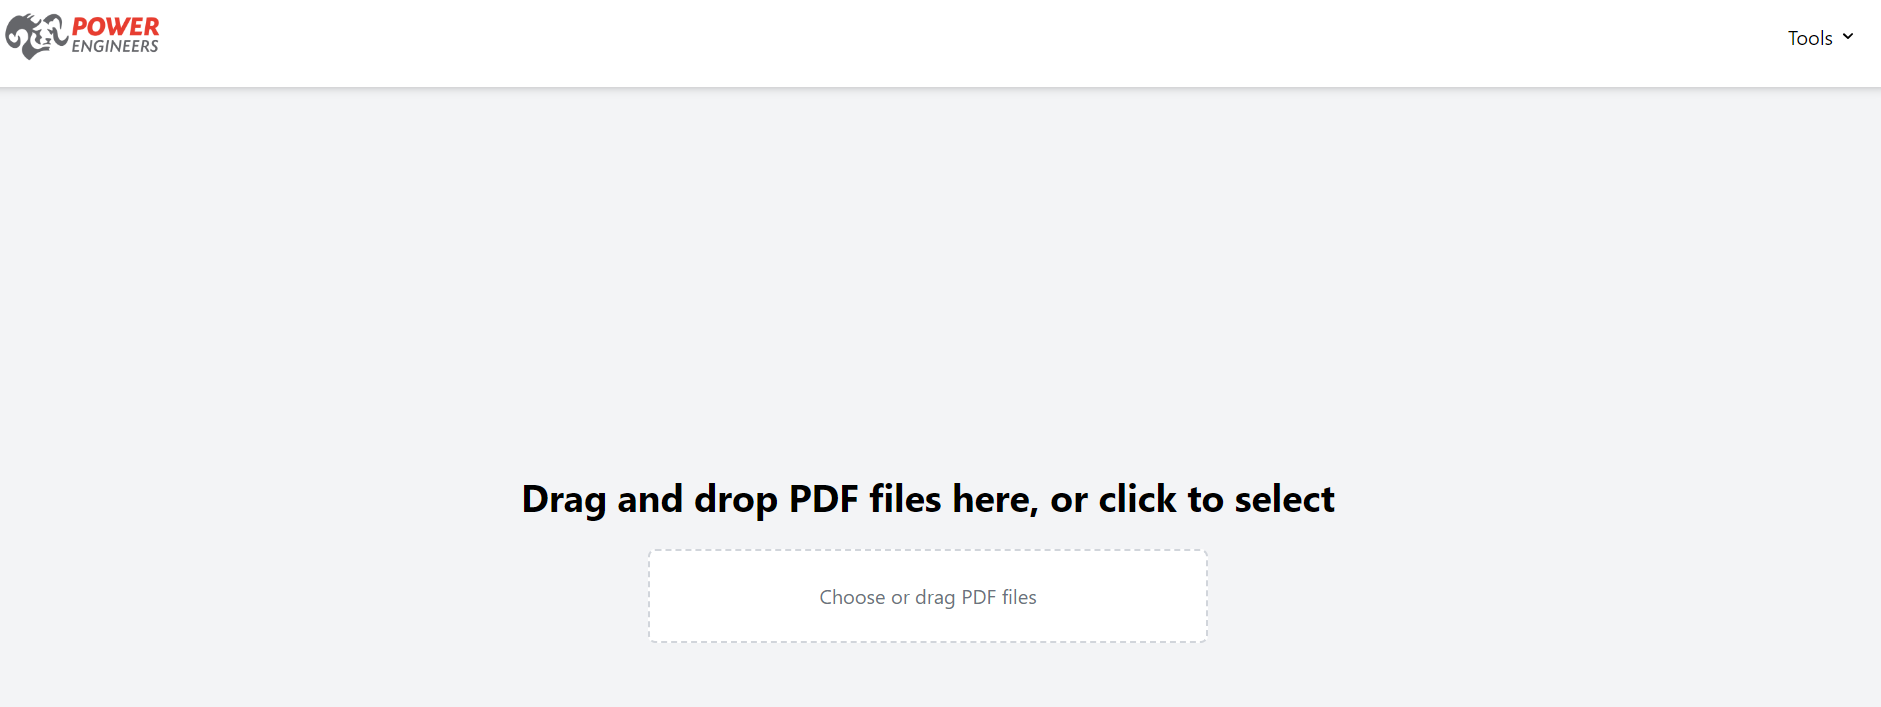 POWER
ENGINEERS
Tools
Drag and drop PDF files here, or click to select
Choose or drag PDF files